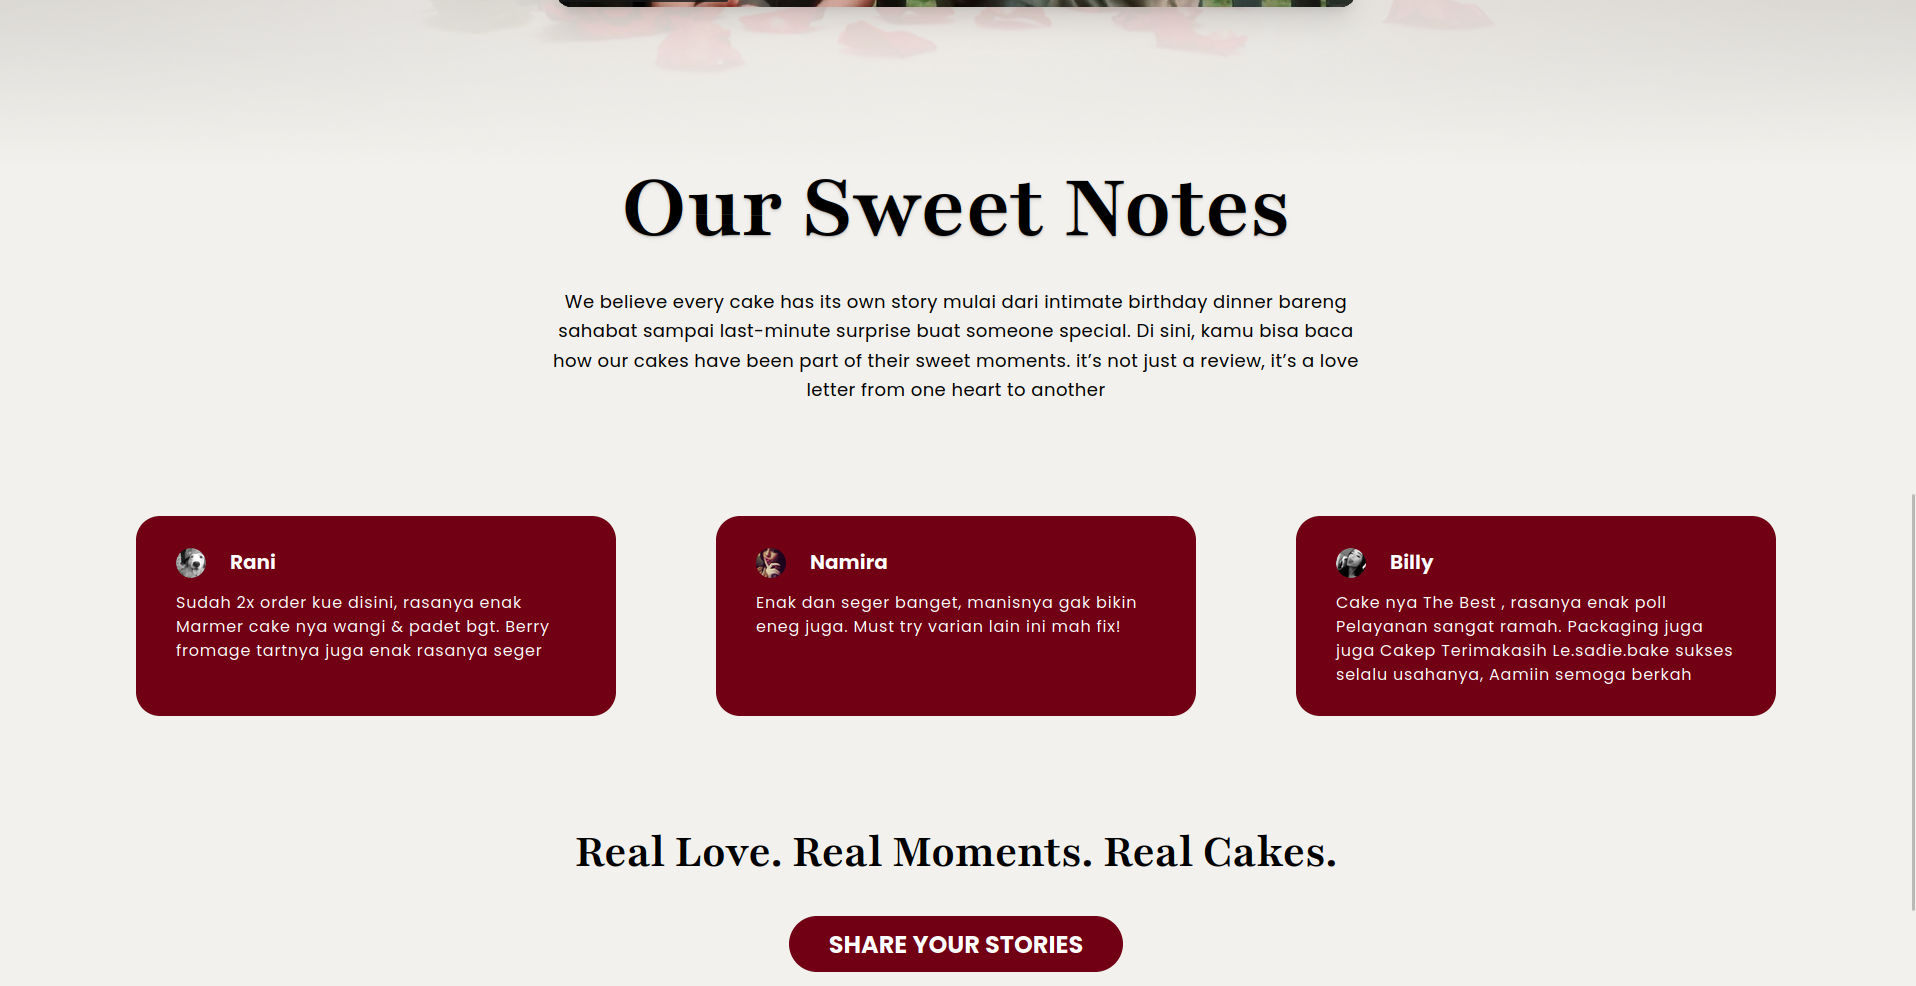 Our Sweet Notes
We believe every cake has its own story mulai dari intimate birthday dinner bareng
sahabat sampai last-minute surprise buat someone special. Di sini, kamu bisa baca
how our cakes have been part of their sweet moments. it’s not just a review, it’s a love
letter from one heart to another
Rani
Sudah 2x order kue disini, rasanya enak
Marmer cake nya wangi & padet bgt. Berry
fromage tartnya juga enak rasanya seger
Namira
Enak dan seger banget, manisnya gak bikin
eneg juga. Must try varian lain ini mah fix!
Billy
Cake nya The Best , rasanya enak poll
Pelayanan sangat ramah. Packaging juga
juga Cakep Terimakasih Le.sadie.bake sukses
selalu usahanya, Aamiin semoga berkah
Real Love. Real Moments. Real Cakes.
SHARE YOUR STORIES